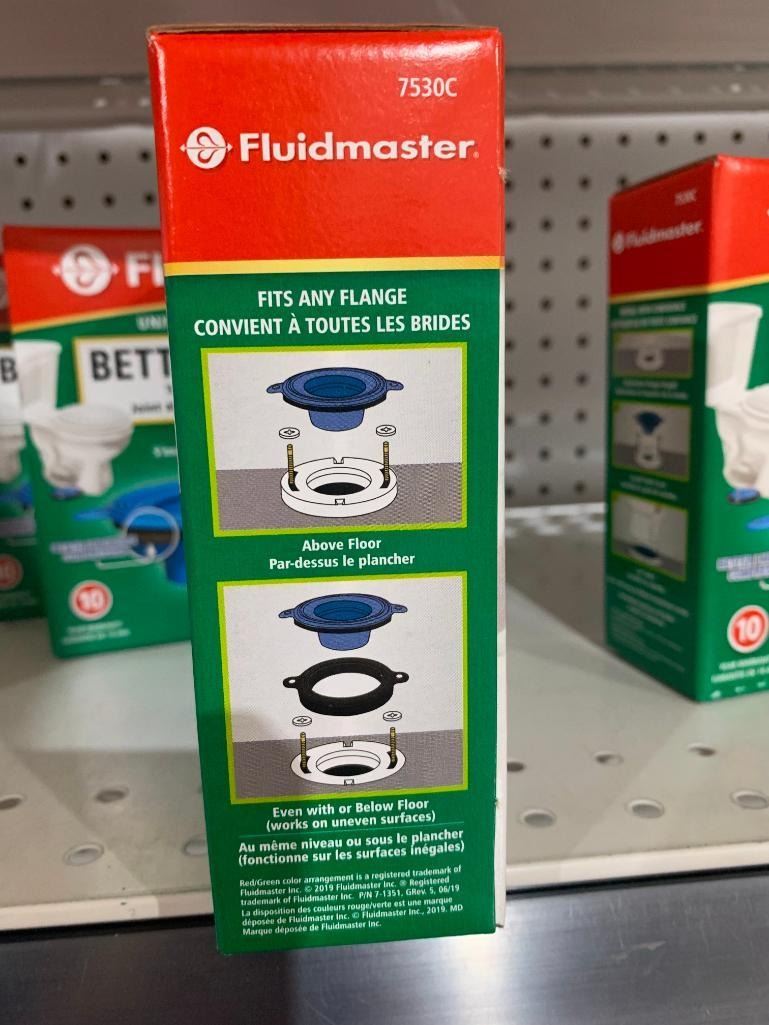 7530C
Fluidmaster®
FITS ANY FLANGE
CONVIENT À TOUTES LES BRIDES
Above Floor
Par-dessus le plancher
Even with or Below Floor
(works on uneven surfaces)
Au même niveau ou sous le plancher
(fonctionne sur les surfaces inégales)
Red/Green color arrangement is a registered trademark of
Fluidmaster Inc. © 2019 Fluidmaster Inc. ® Registered
trademark of Fluidmaster Inc. P/N 7-1351, GRev. 5, 06/19
La disposition des couleurs rouge/verte est une marque
déposée de Fluidmaster Inc. © Fluidmaster Inc., 2019. MD
Marque déposée de Fluidmaster Inc.
Fl
BETT
B
10
7530C
Fluidmaster
10